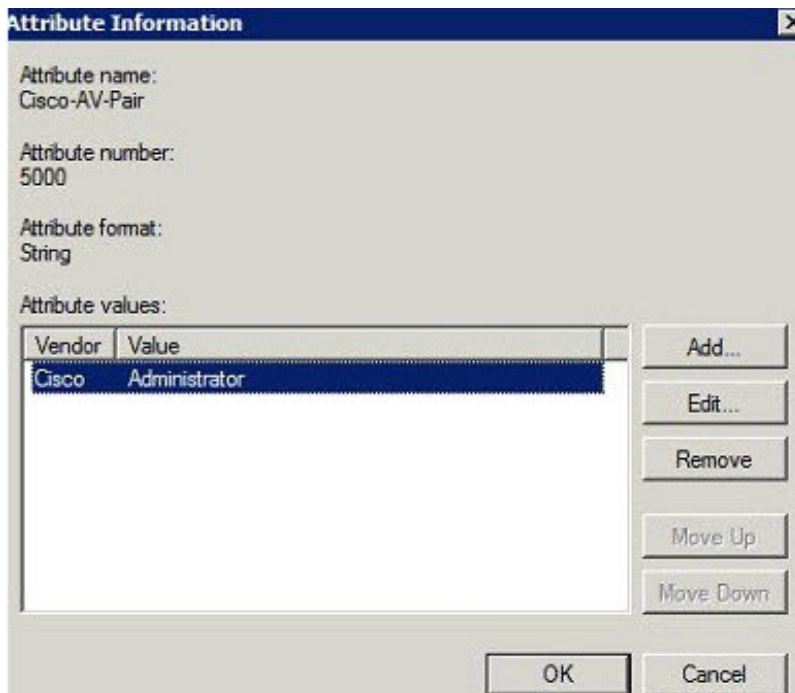 Attribute Information
Attribute name:
Cisco-AV-Pair
Attribute number:
5000
Attribute format:
String
Attribute values:
Vendor Value
Cisco Administrator
Add...
Edit...
Remove
Move Up
Move Down
OK Cancel